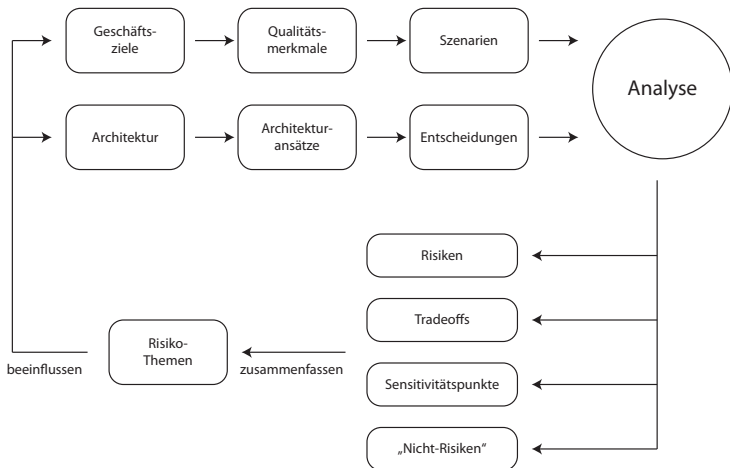 Geschäfts-
ziele
Qualitäts-
merkmale
Szenarien
Analyse
Architektur
Architektur-
ansätze
Entscheidungen
Risiken
Tradeoffs
Risiko-
Themen
beeinflussen
zusammenfassen
Sensitivitätspunkte
„Nicht-Risiken“